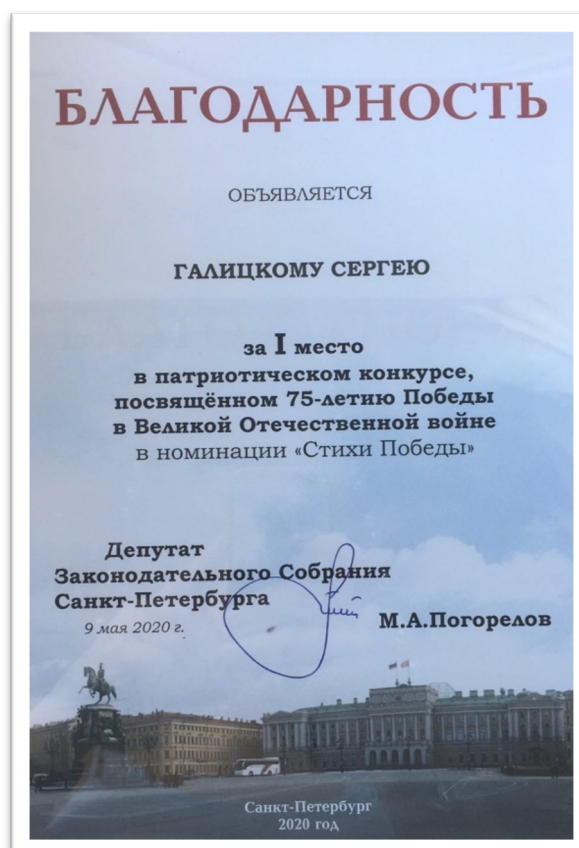 БЛАГОДАРНОСТЬ
ОБЪЯВЛЯЕТСЯ
ГАЛИЦКОМУ СЕРГЕЮ
за I место
в патриотическом конкурсе,
посвящённом 75-летию Победы
в Великой Отечественной войне
в номинации «Стихи Победы»
Депутат
Законодательного Собрания
Санкт-Петербурга
9 мая 2020 г.
М.А.Погорелов
Санкт-Петербург
2020 год